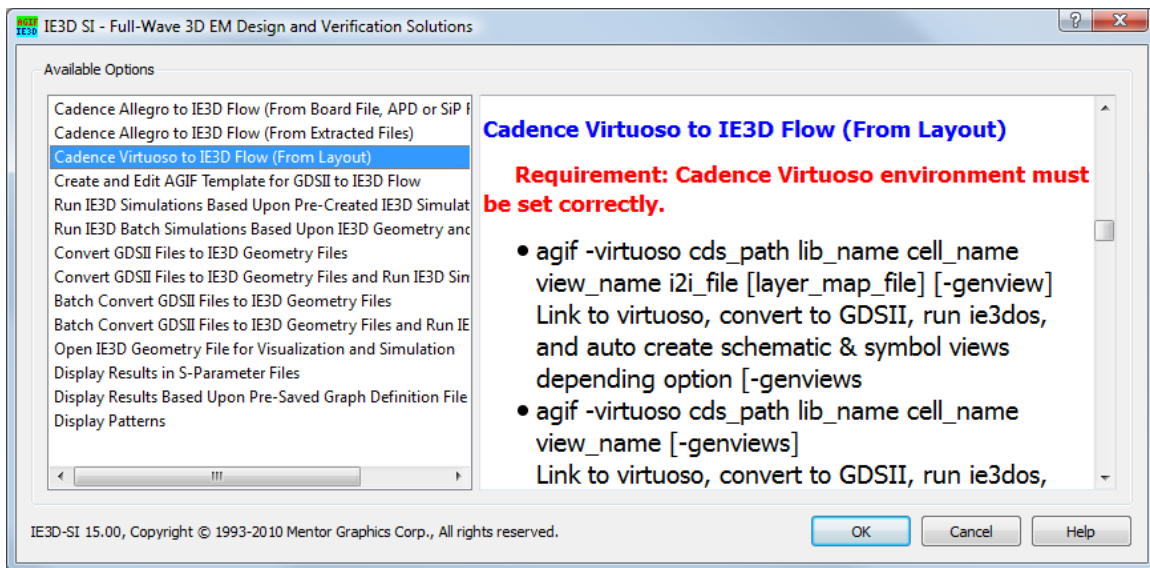 AGIF
IE3D
IE3D SI - Full-Wave 3D EM Design and Verification Solutions
Available Options
Cadence Allegro to IE3D Flow (From Board File, APD or SiP F
Cadence Allegro to IE3D Flow (From Extracted Files)
Cadence Virtuoso to IE3D Flow (From Layout)
Create and Edit AGIF Template for GDSII to IE3D Flow
Run IE3D Simulations Based Upon Pre-Created IE3D Simulat
Run IE3D Batch Simulations Based Upon IE3D Geometry and
Convert GDSII Files to IE3D Geometry Files
Convert GDSII Files to IE3D Geometry Files and Run IE3D Sim
Batch Convert GDSII Files to IE3D Geometry Files
Batch Convert GDSII Files to IE3D Geometry Files and Run IE
Open IE3D Geometry File for Visualization and Simulation
Display Results in S-Parameter Files
Display Results Based Upon Pre-Saved Graph Definition File
Display Patterns
Cadence Virtuoso to IE3D Flow (From Layout)
Requirement: Cadence Virtuoso environment must
be set correctly.
• agif -virtuoso cds_path lib_name cell_name
view_name i2i_file [layer_map_file] [-genview]
Link to virtuoso, convert to GDSII, run ie3dos,
and auto create schematic & symbol views
depending option [-genviews
• agif -virtuoso cds_path lib_name cell_name
view_name [-genviews]
Link to virtuoso, convert to GDSII, run ie3dos,
IE3D-SI 15.00, Copyright © 1993-2010 Mentor Graphics Corp., All rights reserved.
OK
Cancel
Help